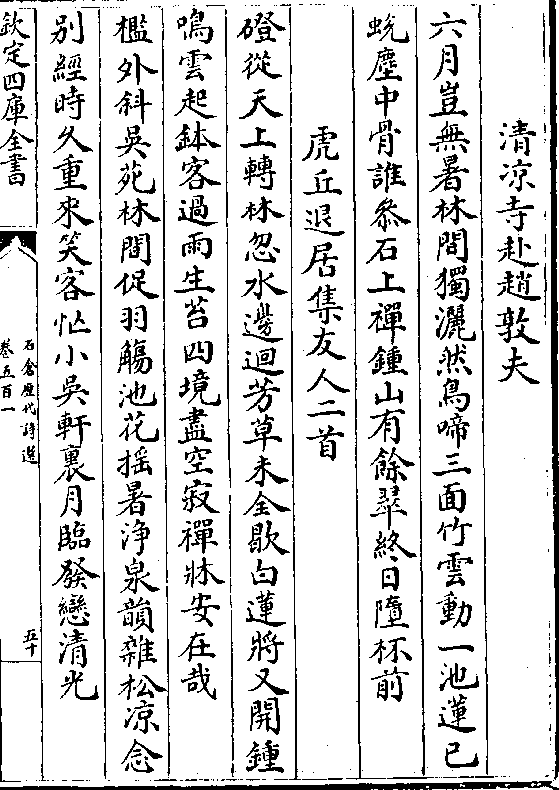 清凉寺赴趙敦夫
六月豈無暑林間獨灑然鳥啼三面竹雲動一池蓮已
蜕塵中骨誰叅石上禪鍾山有餘翠終日墮杯前
虎丘退居集友人二首
磴從天上轉林忽水邊迴芳草未全歇白蓮將又開鍾
鳴雲起鉢客過雨生苔四境盡空寂禪牀安在哉
檻外斜吳苑林間促羽觴池花揺暑浄泉韻雜松凉念
别經時久重來笑客忙小吳軒裏月臨發戀清光
欽定四庫全書
石倉歴代詩選
卷五百一
五十